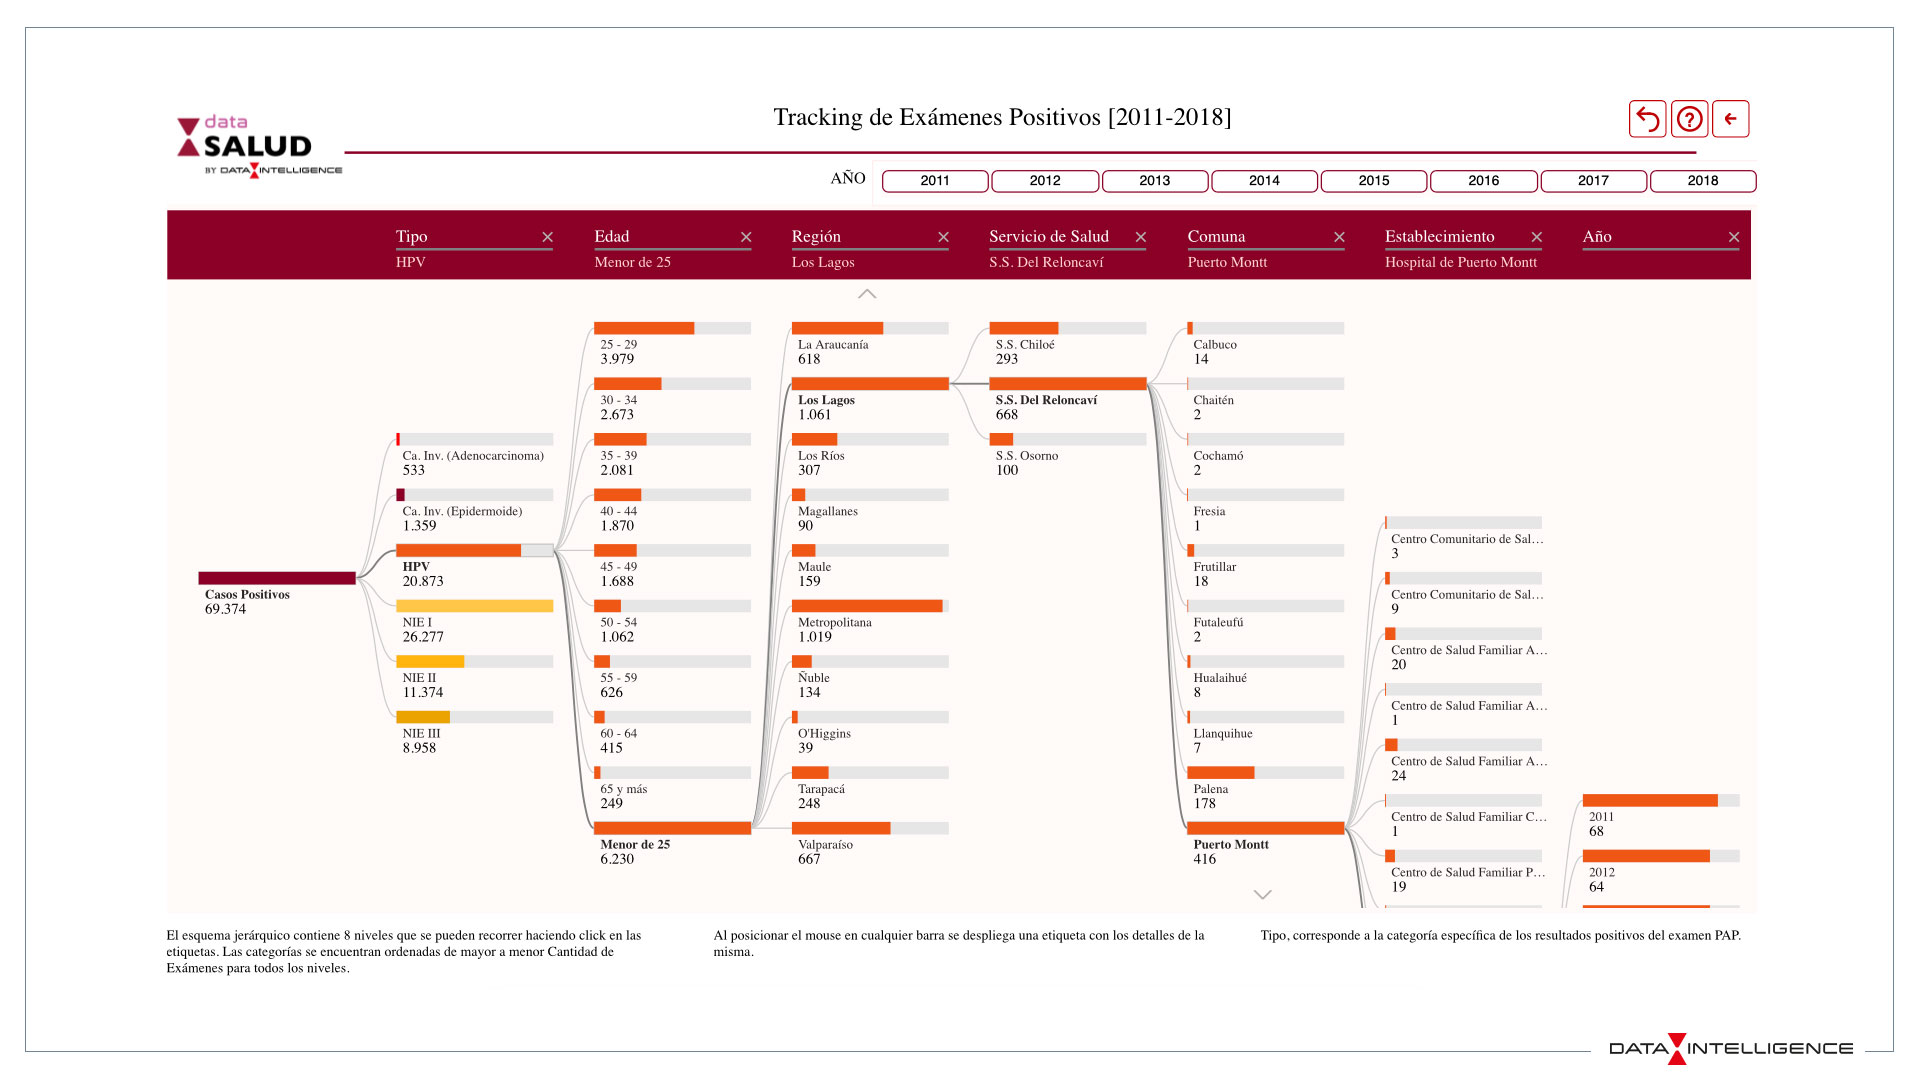 data
SALUD
BY DATA INTELLIGENCE
Tracking de Exámenes Positivos [2011-2018]
AÑO
2011
2012
2013
2014
2015
2016
2017
2018
Tipo
HPV
Edad
Menor de 25
Región
Los Lagos
Servicio de Salud
S.S. Del Reloncaví
Comuna
Puerto Montt
Establecimiento
Hospital de Puerto Montt
Año
Casos Positivos
69.374
Ca. Inv. (Adenocarcinoma)
533
Ca. Inv. (Epidermoide)
1.359
HPV
20.873
NIE I
26.277
NIE II
11.374
NIE III
8.958
25 - 29
3.979
30 - 34
2.673
35 - 39
2.081
40 - 44
1.870
45 - 49
1.688
50 - 54
1.062
55 - 59
626
60 - 64
415
65 y más
249
Menor de 25
6.230
La Araucanía
618
Los Lagos
1.061
Los Ríos
307
Magallanes
90
Maule
159
Metropolitana
1.019
Ñuble
134
O'Higgins
39
Tarapacá
248
Valparaíso
667
S.S. Chiloé
293
S.S. Del Reloncaví
668
S.S. Osorno
100
Calbuco
14
Chaitén
2
Cochamó
2
Fresia
1
Frutillar
18
Futaleufú
2
Hualaihué
8
Llanquihue
7
Palena
178
Puerto Montt
416
Centro Comunitario de Sal…
3
Centro Comunitario de Sal…
9
Centro de Salud Familiar A…
20
Centro de Salud Familiar A…
1
Centro de Salud Familiar A…
24
Centro de Salud Familiar C…
1
Centro de Salud Familiar P…
19
2011
68
2012
64
El esquema jerárquico contiene 8 niveles que se pueden recorrer haciendo click en las
etiquetas. Las categorías se encuentran ordenadas de mayor a menor Cantidad de
Exámenes para todos los niveles.
Al posicionar el mouse en cualquier barra se despliega una etiqueta con los detalles de la
misma.
Tipo, corresponde a la categoría específica de los resultados positivos del examen PAP.
DATA INTELLIGENCE